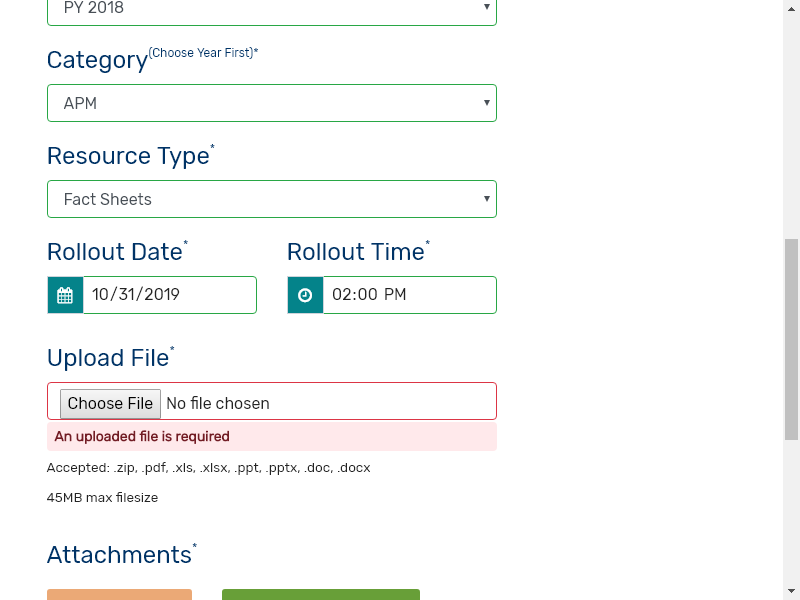 PY 2018
Category(Choose Year First)*
APM
Resource Type*
Fact Sheets
Rollout Date* Rollout Time*
10/31/2019 02:00 PM
Upload File*
Choose File No file chosen
An uploaded file is required
Accepted: .zip, .pdf, .xls, .xlsx, .ppt, .pptx, .doc, .docx
45MB max filesize
Attachments*